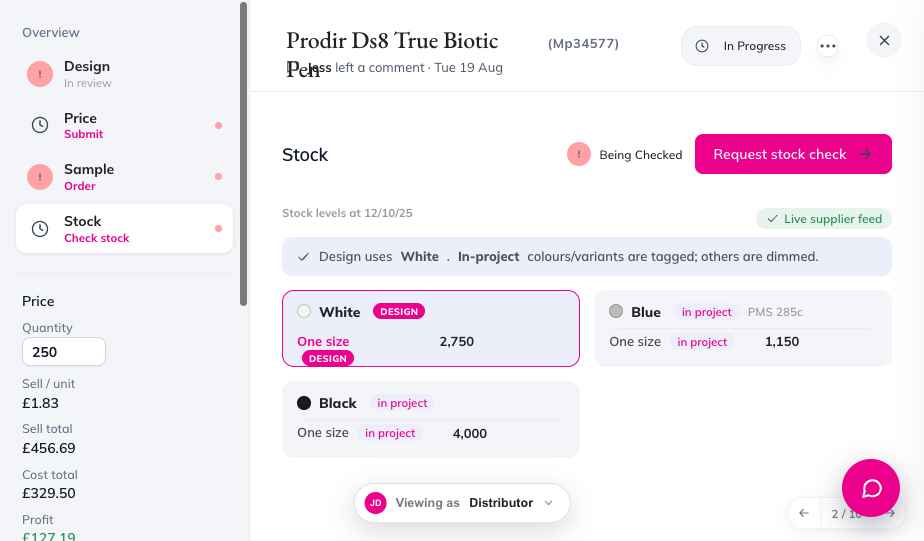 Overview
Design
In review
Price
Submit
Sample
Order
Stock
Check stock
Price
Quantity
250
Sell / unit
£1.83
Sell total
£456.69
Cost total
£329.50
Profit
£127.19
Prodir Ds8 True Biotic
Pen
(Mp34577)
Jess left a comment · Tue 19 Aug
In Progress
Stock
Being Checked
Request stock check
Stock levels at 12/10/25
Live supplier feed
Design uses White . In-project colours/variants are tagged; others are dimmed.
White DESIGN
One size 2,750
DESIGN
Blue in project PMS 285c
One size in project 1,150
Black in project
One size in project 4,000
JD Viewing as Distributor
2 /